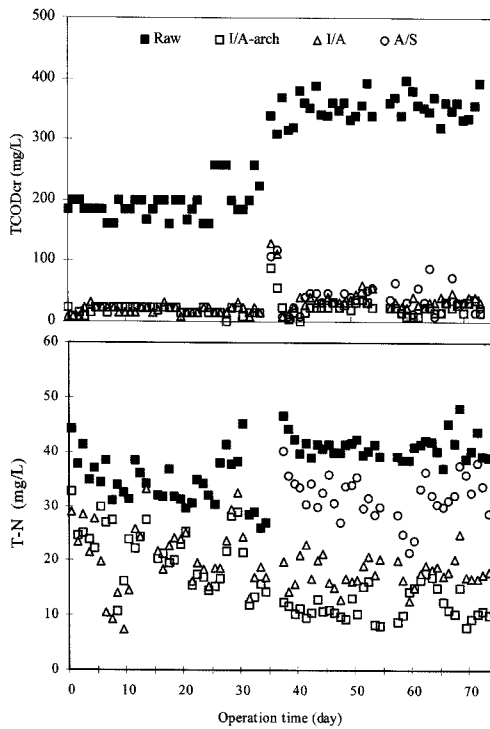 500
400
300
200
100
0
TCODcr (mg/L)
Raw I/A-arch I/A A/S
60
50
40
30
20
10
0
T-N (mg/L)
0 10 20 30 40 50 60 70
Operation time (day)